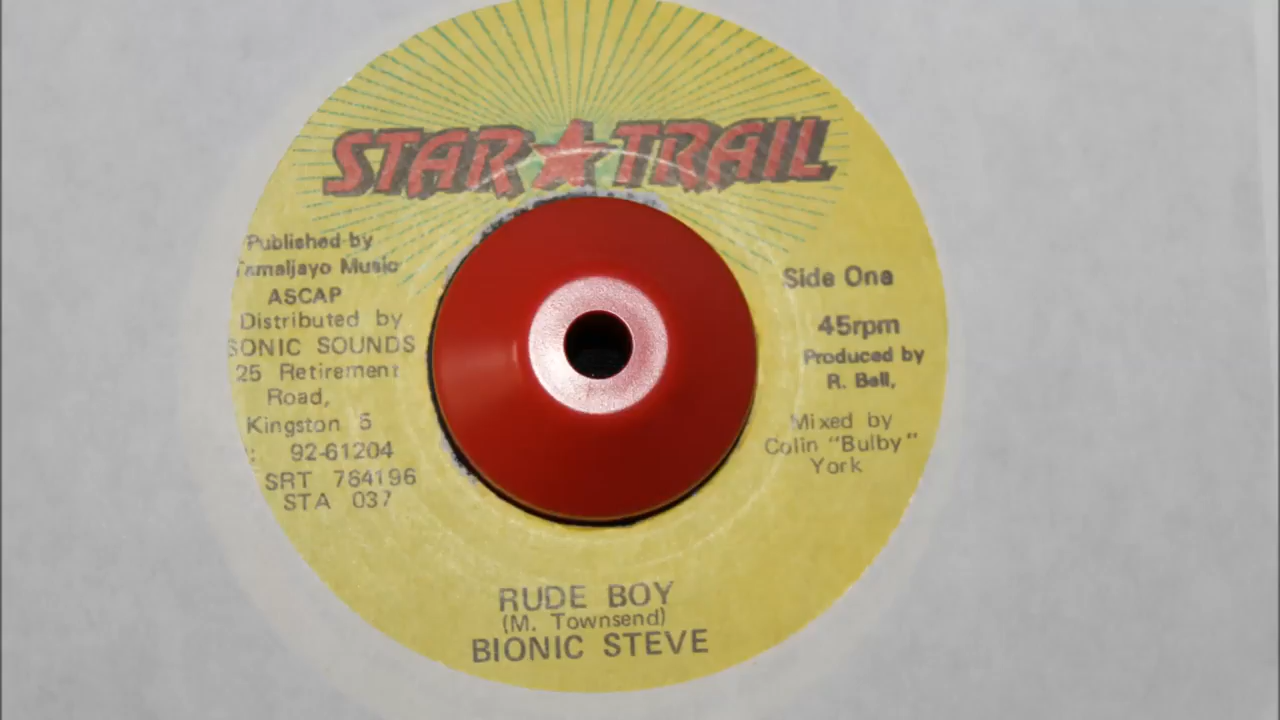 STAR TRAIL
Published by
Tamaljayo Music
ASCAP
Distributed by
SONIC SOUNDS
25 Retirement
Road,
Kingston 5
: 92-61204
SRT 784196
STA 037
Side One
45rpm
Produced by
R. Bell,
Mixed by
Colin "Bulby"
York
RUDE BOY
(M. Townsend)
BIONIC STEVE